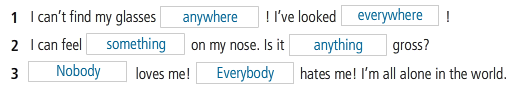 1 I can't find my glasses anywhere ! I've looked everywhere !
2 I can feel something on my nose. Is it anything gross?
3 Nobody loves me! Everybody hates me! I'm all alone in the world.